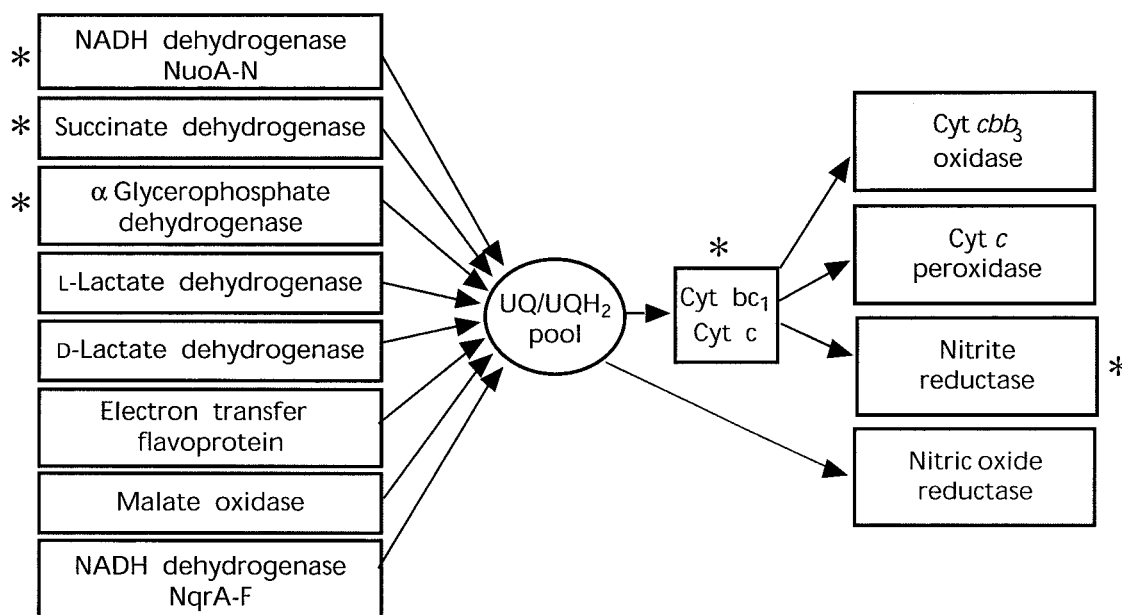 *
NADH dehydrogenase
NuoA-N
*
Succinate dehydrogenase
*
α Glycerophosphate
dehydrogenase
L-Lactate dehydrogenase
D-Lactate dehydrogenase
Electron transfer
flavoprotein
Malate oxidase
NADH dehydrogenase
NqrA-F
UQ/UQH₂
pool
*
Cyt bc₁
Cyt c
Cyt cbb₃
oxidase
Cyt c
peroxidase
Nitrite
reductase
*
Nitric oxide
reductase